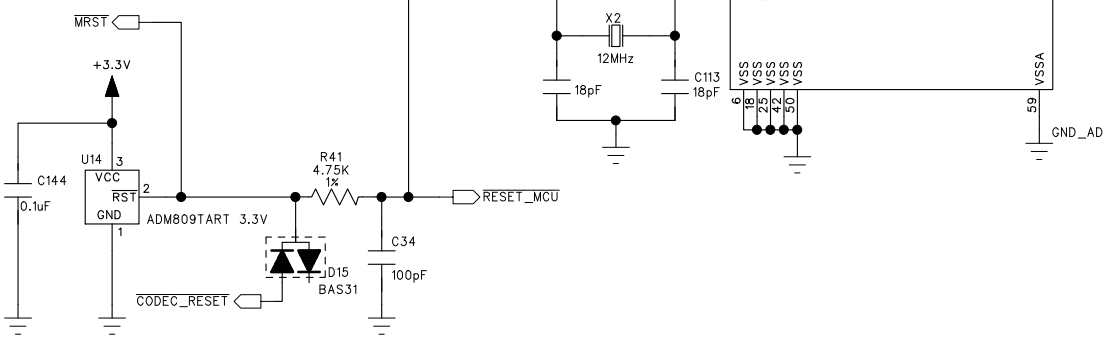 MRST
+3.3V
U14
3
VCC
RST
2
GND
1
ADM809TART 3.3V
C144
0.1uF
R41
4.75K
1%
RESET_MCU
C34
100pF
D15
BAS31
CODEC_RESET
X2
12MHz
18pF
C113
18pF
VSS
VSS
VSS
VSS
VSS
6
18
25
42
50
VSSA
59
GND_AD